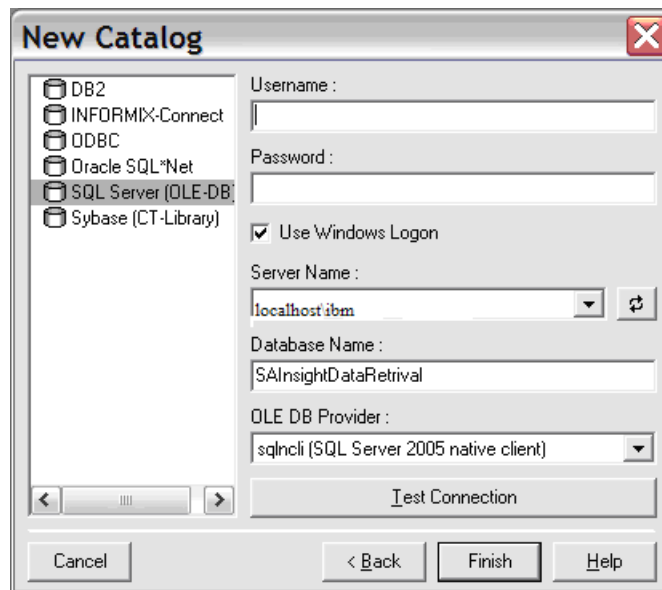 New Catalog
DB2
INFORMIX-Connect
ODBC
Oracle SQL*Net
SQL Server (OLE-DB)
Sybase (CT-Library)
Username :
Password :
Use Windows Logon
Server Name :
localhost\ibm
Database Name :
SAInsightDataRetrival
OLE DB Provider :
sqlncli (SQL Server 2005 native client)
Test Connection
Cancel
< Back
Finish
Help